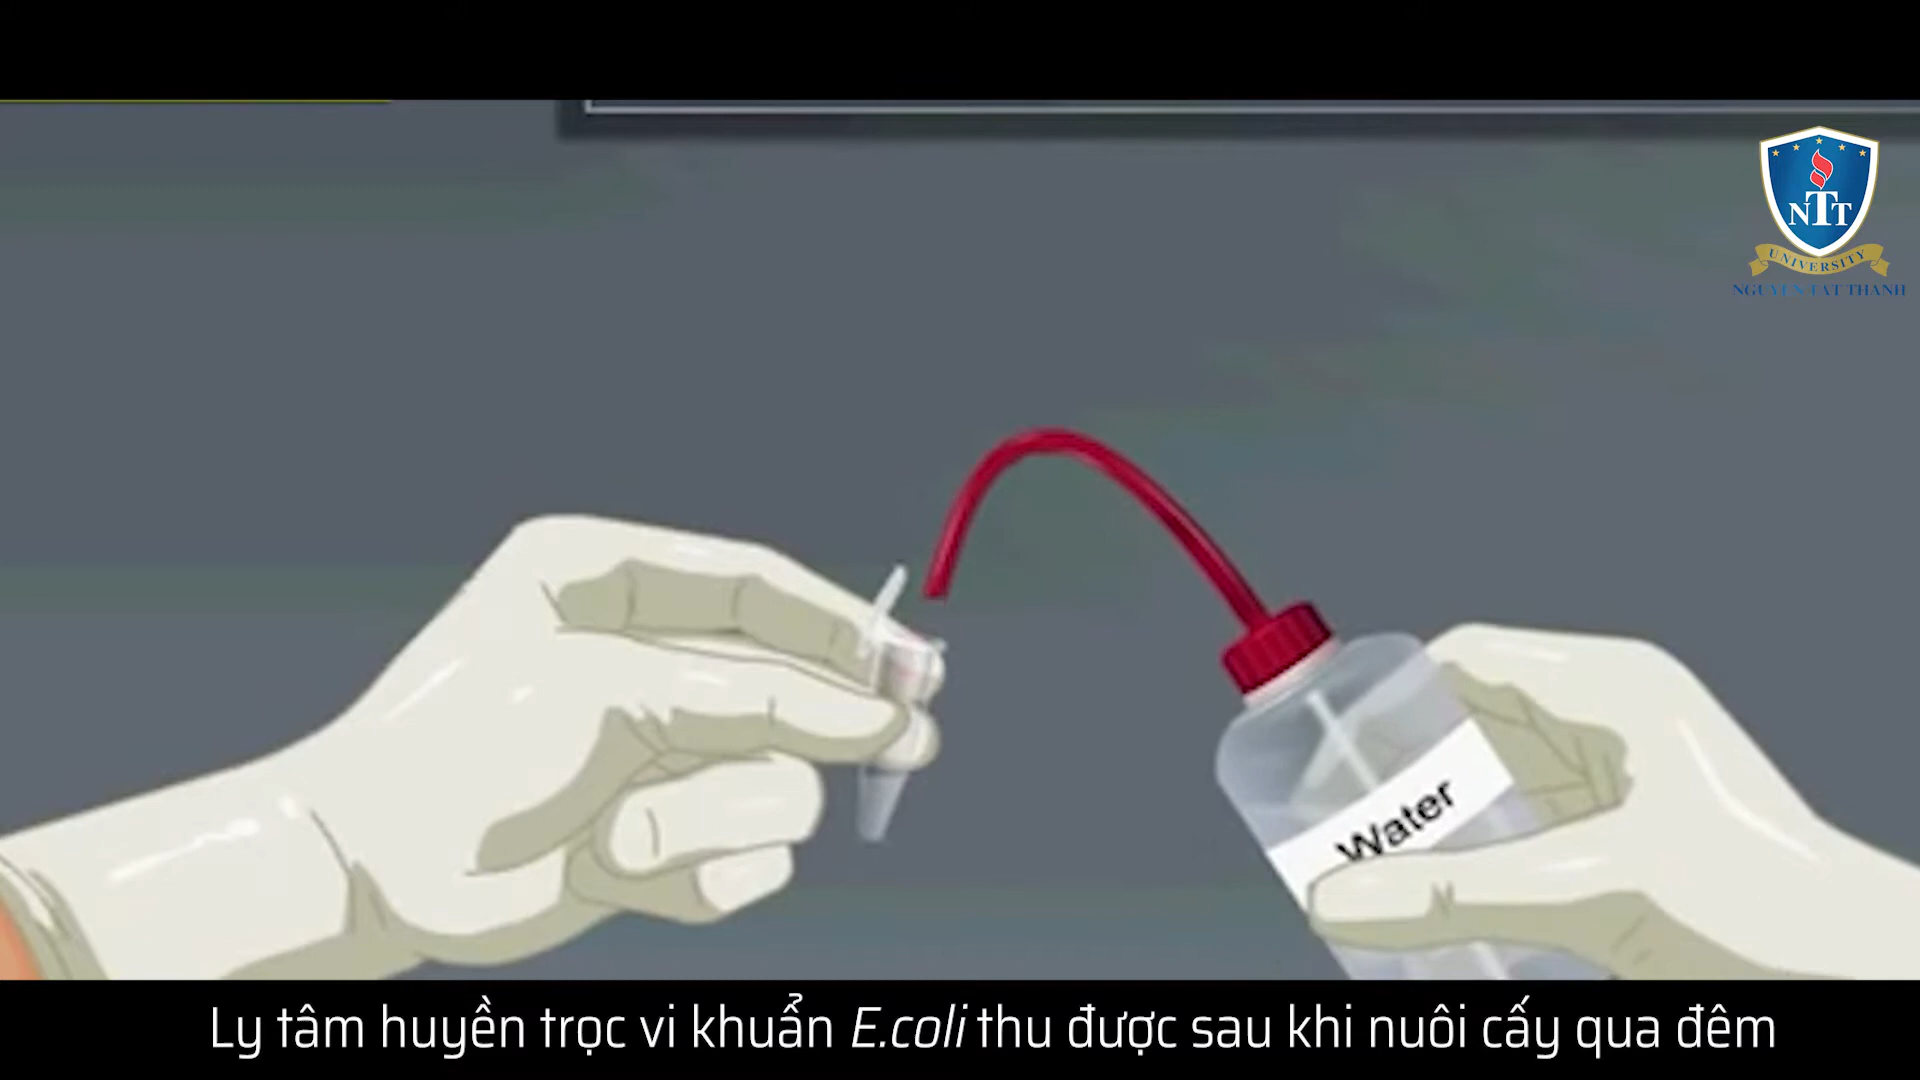 NTT
UNIVERSITY
NGUYEN TAT THANH
Water
Ly tâm huyền trọc vi khuẩn E.coli thu được sau khi nuôi cấy qua đêm